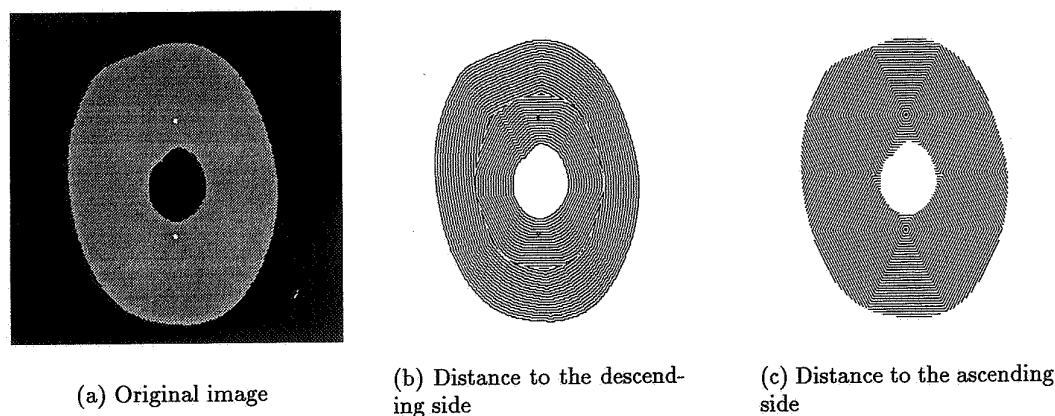 (a) Original image
(b) Distance to the descend-
ing side
(c) Distance to the ascending
side